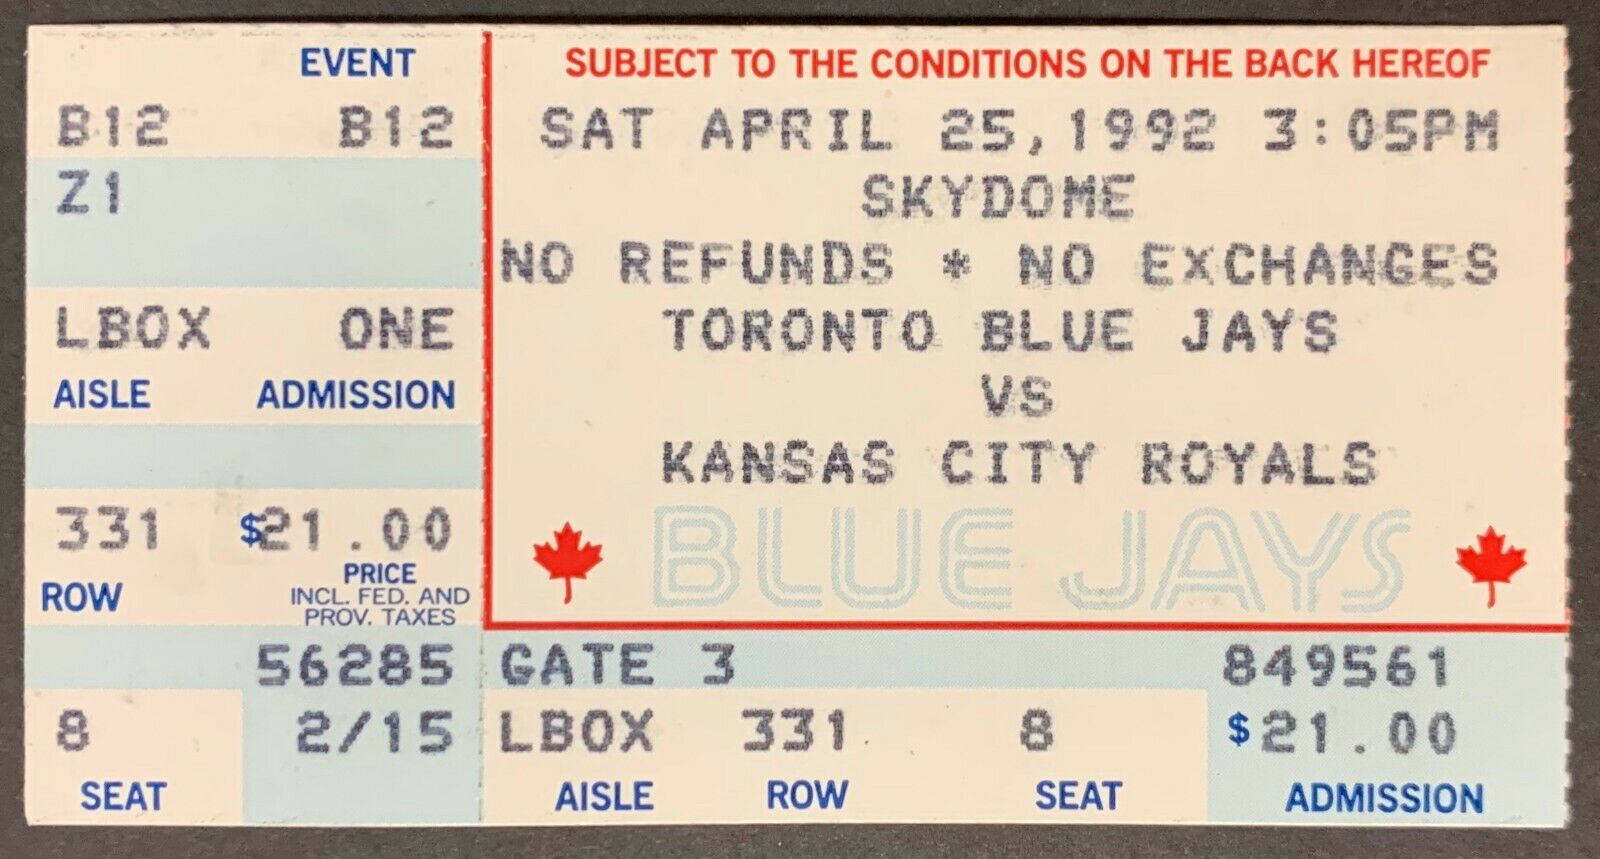 EVENT
B12 B12
Z1
LBOX ONE
AISLE ADMISSION
331 $21.00
PRICE
ROW INCL. FED. AND
PROV. TAXES
56285
8 2/15
SEAT
SUBJECT TO THE CONDITIONS ON THE BACK HEREOF
SAT APRIL 25,1992 3:05PM
SKYDOME
NO REFUNDS * NO EXCHANGES
TORONTO BLUE JAYS
VS
KANSAS CITY ROYALS
BLUE JAYS
GATE 3 849561
LBOX 331 8 $21.00
AISLE ROW SEAT ADMISSION